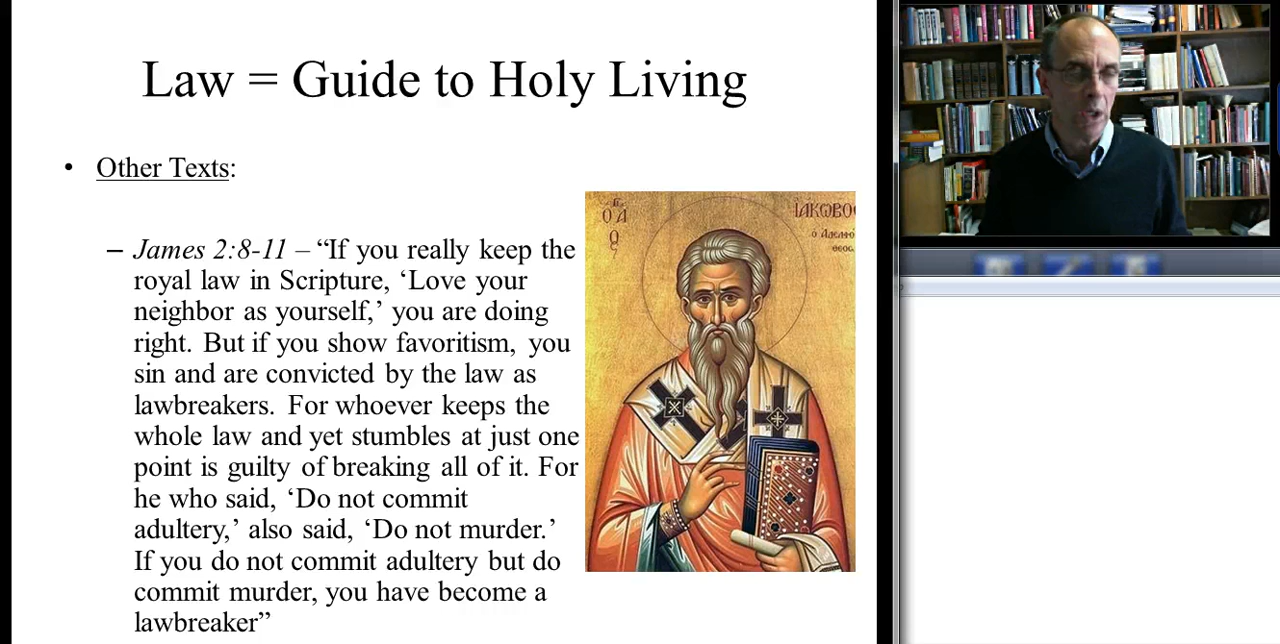 Law = Guide to Holy Living
• Other Texts:
– James 2:8-11 – “If you really keep the
royal law in Scripture, ‘Love your
neighbor as yourself,’ you are doing
right. But if you show favoritism, you
sin and are convicted by the law as
lawbreakers. For whoever keeps the
whole law and yet stumbles at just one
point is guilty of breaking all of it. For
he who said, ‘Do not commit
adultery,’ also said, ‘Do not murder.’
If you do not commit adultery but do
commit murder, you have become a
lawbreaker”
ΙΑΚΩΒΟ